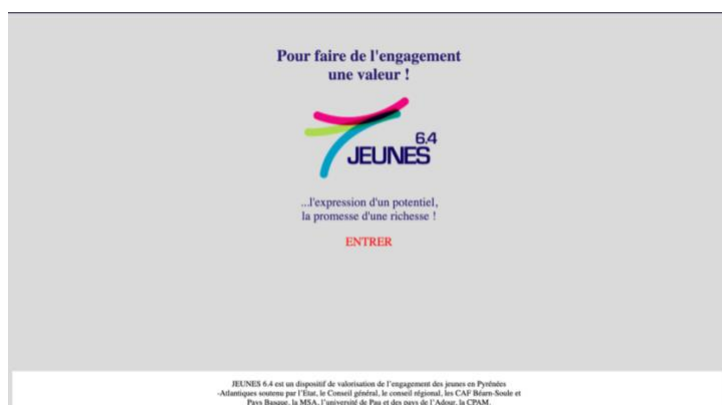 Pour faire de l'engagement
une valeur !
6.4
JEUNES
...l'expression d'un potentiel,
la promesse d'une richesse !
ENTRER
JEUNES 6.4 est un dispositif de valorisation de l'engagement des jeunes en Pyrénées
-Atlantiques soutenu par l'Etat, le Conseil général, le conseil régional, les CAF Béarn-Soule et
Pays Basque, la MSA, l'université de Pau et des pays de l'Adour, la CPAM.